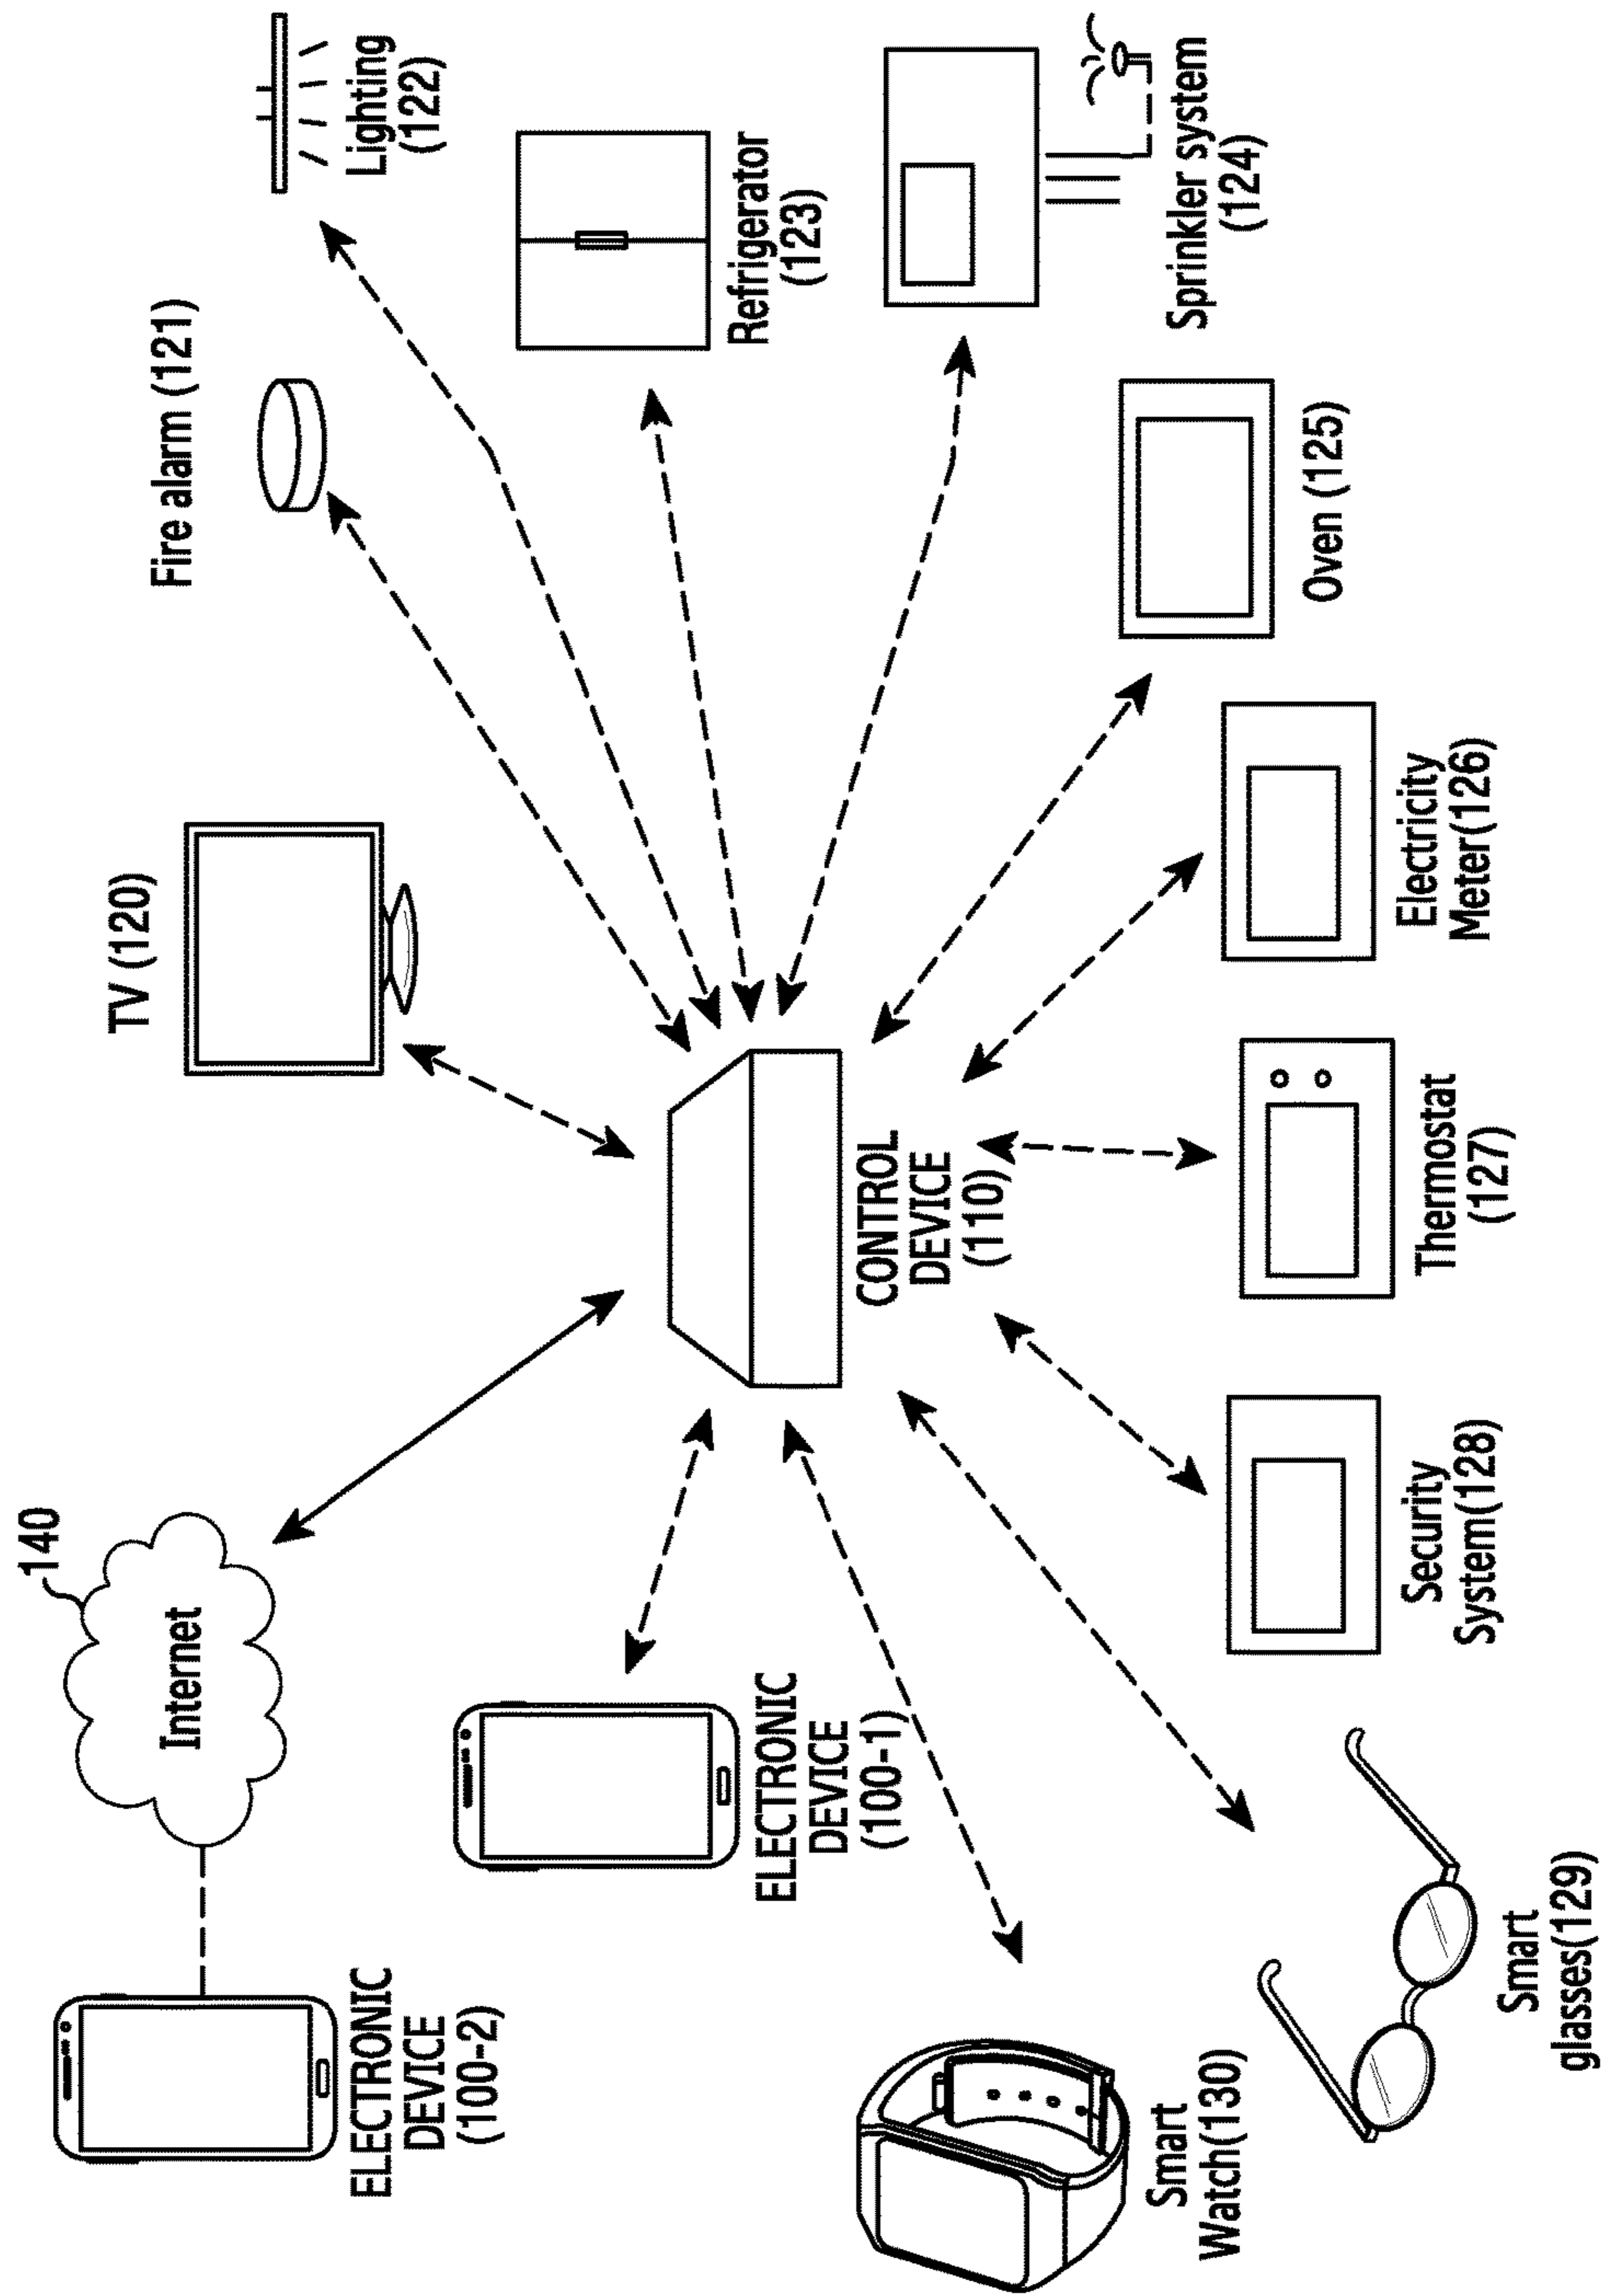 140
Internet
TV (120)
Fire alarm (121)
Lighting
(122)
ELECTRONIC
DEVICE
(100-2)
Refrigerator
(123)
ELECTRONIC
DEVICE
(100-1)
CONTROL
DEVICE
(110)
Sprinkler system
(124)
Smart
Watch(130)
Oven (125)
Smart
glasses(129)
Security
System(128)
Thermostat
(127)
Electricity
Meter(126)